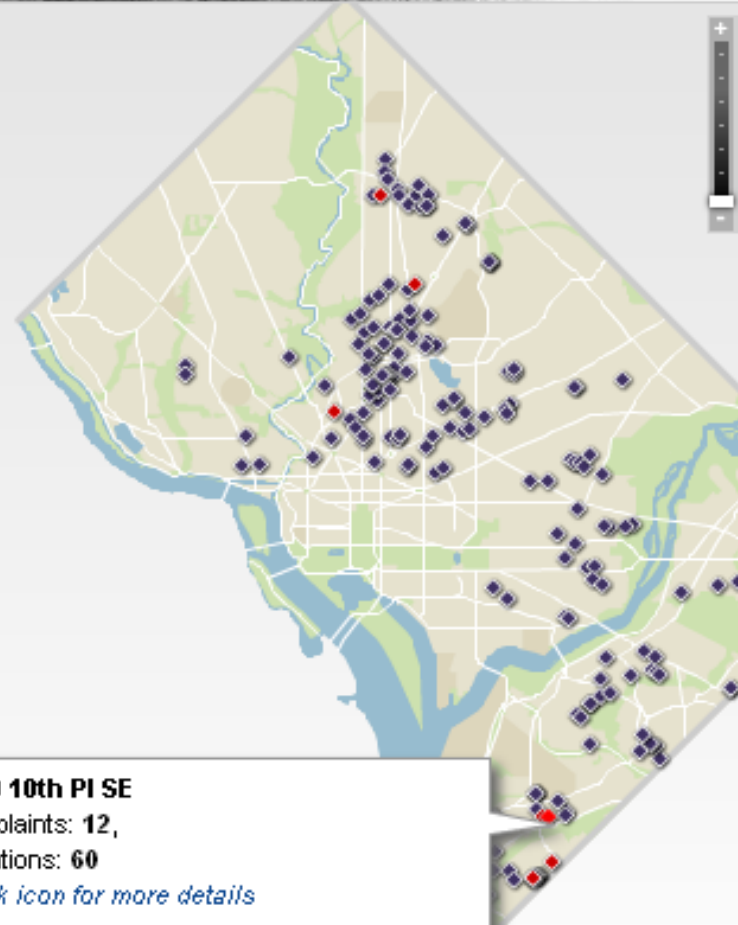 10th Pl SE
plaints: 12,
tions: 60
k icon for more details
+
-